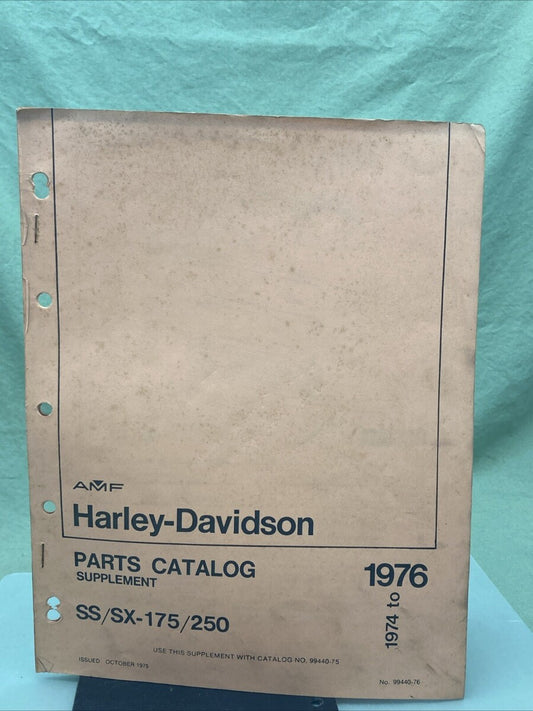 AMF
Harley-Davidson
PARTS CATALOG
SUPPLEMENT
1976
1974 to
SS/SX-175/250
USE THIS SUPPLEMENT WITH CATALOG NO. 99440-75
ISSUED OCTOBER 1975
No. 99440-76